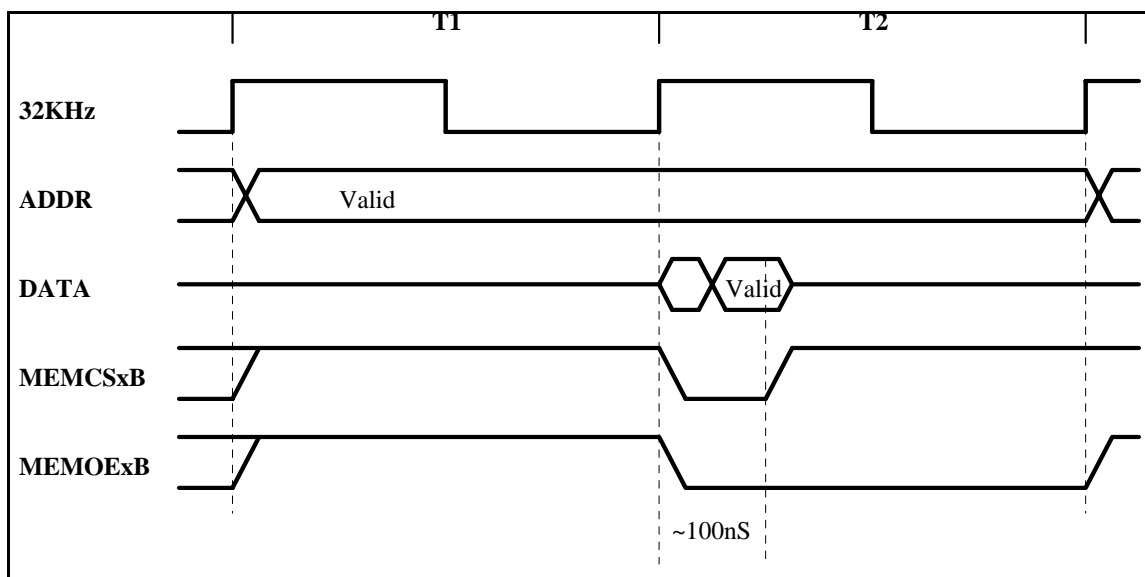 T1 T2
32KHz
ADDR Valid
DATA Valid
MEMCSxB
MEMOExB
~100nS